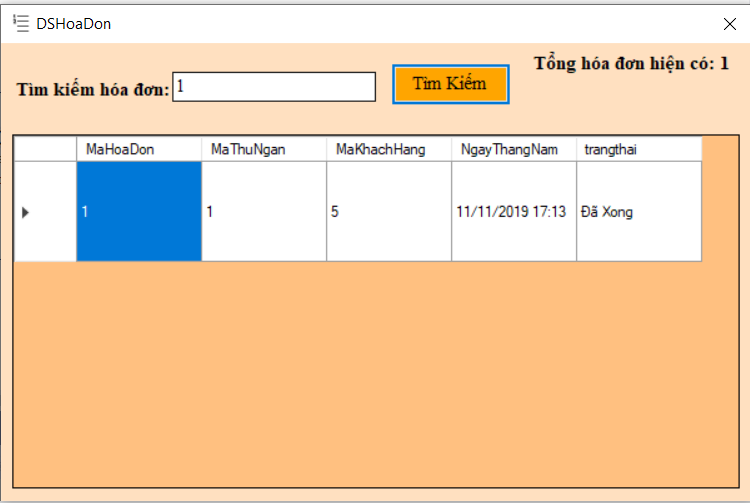 DSHoaDon
Tổng hóa đơn hiện có: 1
Tìm kiếm hóa đơn: 1 Tìm Kiếm
MaHoaDon MaThuNgan MaKhachHang NgayThangNam trangthai
1 1 5 11/11/2019 17:13 Đã Xong